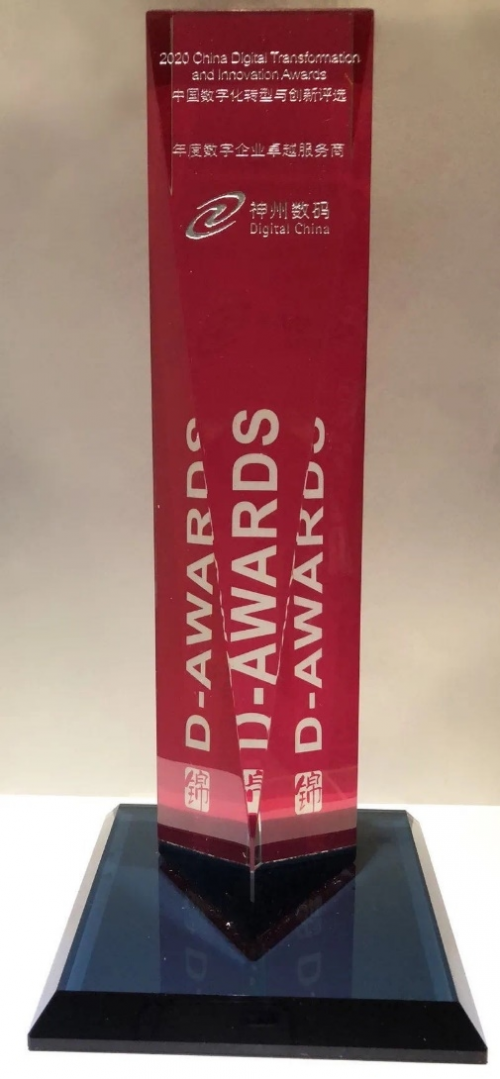 2020 China Digital Transformation
and Innovation Awards
中国数字化转型与创新评选
年度数字企业卓越服务商
神州数码
Digital China
D-AWARDS
D-AWARDS
D-AWARDS
锦
锦